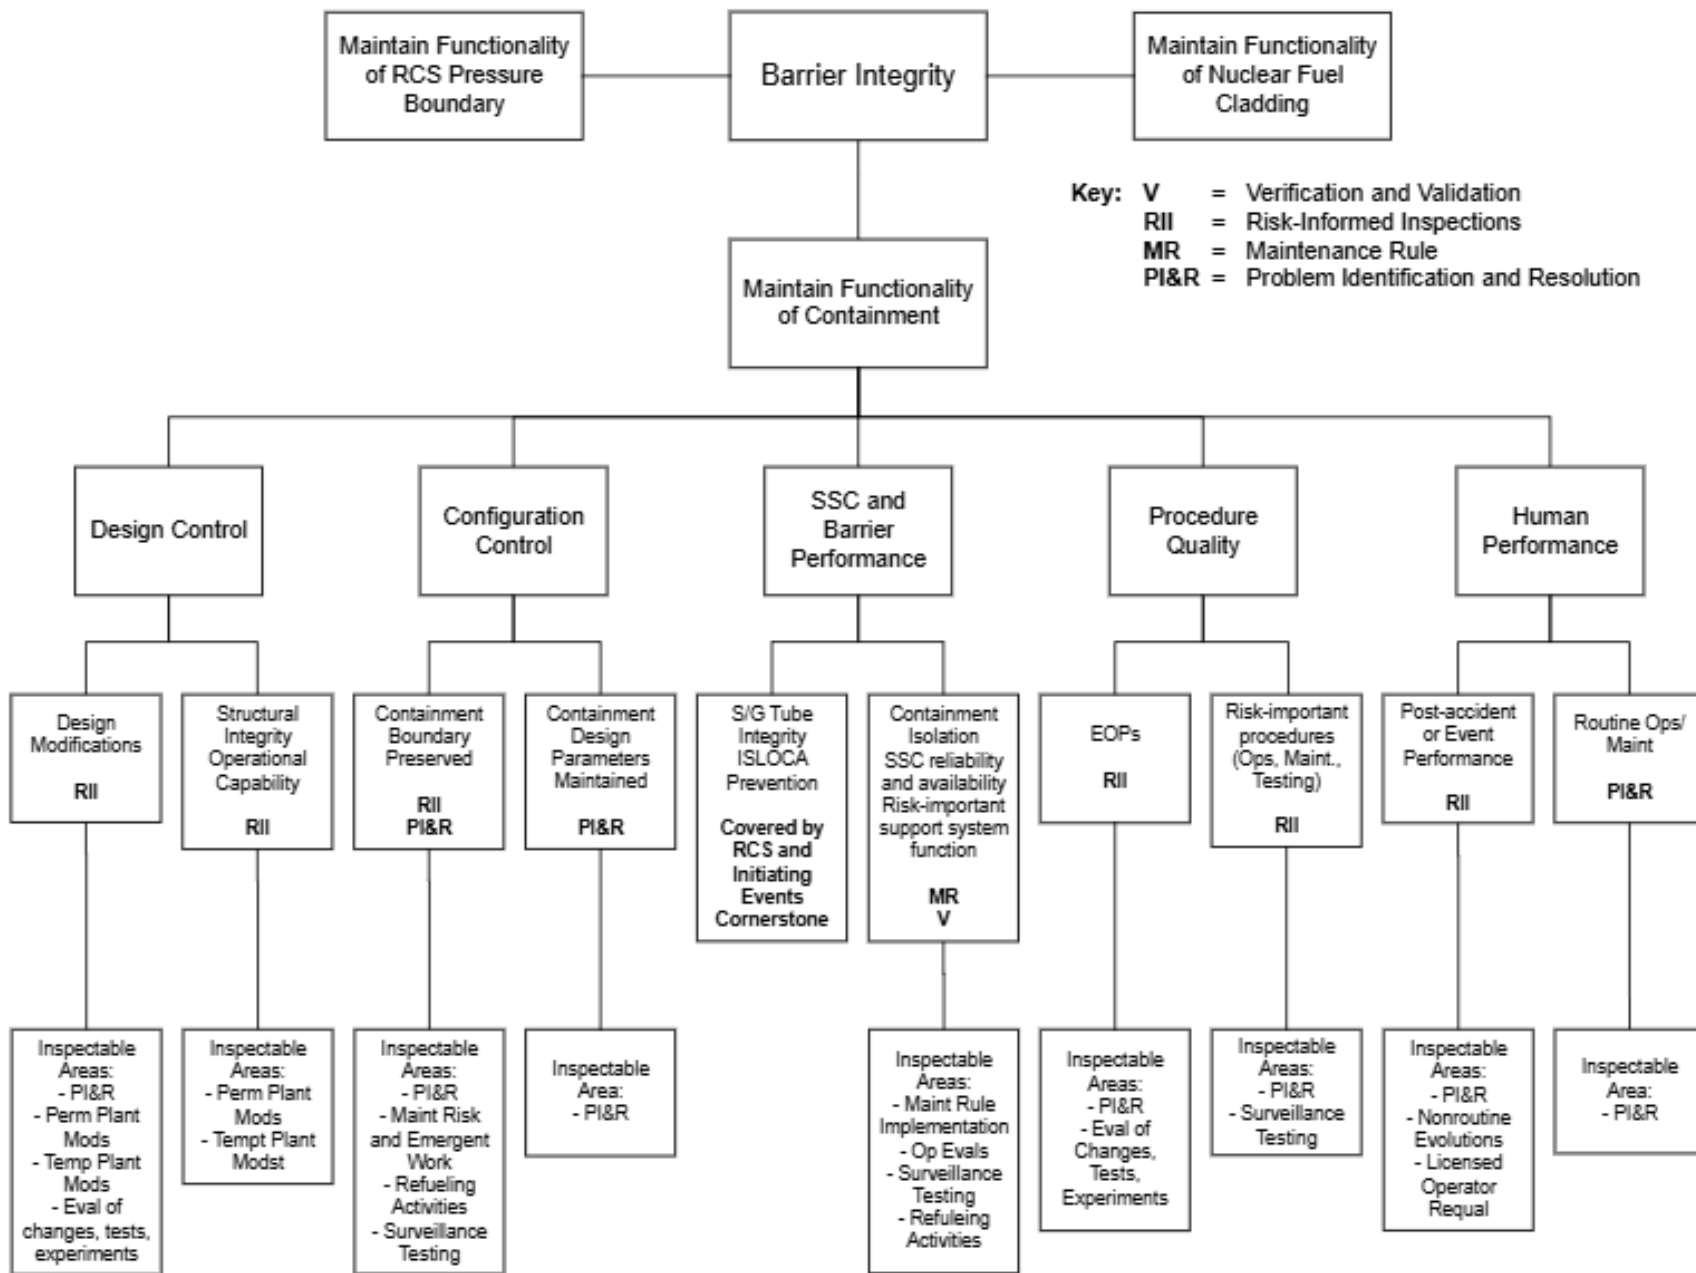 Maintain Functionality
of RCS Pressure
Boundary
Barrier Integrity
Maintain Functionality
of Nuclear Fuel
Cladding
Key: V = Verification and Validation
RII = Risk-Informed Inspections
MR = Maintenance Rule
PI&R = Problem Identification and Resolution
Maintain Functionality
of Containment
Design Control
Configuration
Control
SSC and
Barrier
Performance
Procedure
Quality
Human
Performance
Design
Modifications
RII
Structural
Integrity
Operational
Capability
RII
Containment
Boundary
Preserved
RII
PI&R
Containment
Design
Parameters
Maintained
PI&R
S/G Tube
Integrity
ISLOCA
Prevention
Covered by
RCS and
Initiating
Events
Cornerstone
Containment
Isolation
SSC reliability
and availability
Risk-important
support system
function
MR
V
EOPs
RII
Risk-important
procedures
(Ops, Maint.,
Testing)
RII
Post-accident
or Event
Performance
RII
Routine Ops/
Maint
PI&R
Inspectable
Areas:
- PI&R
- Perm Plant
Mods
- Temp Plant
Mods
- Eval of
changes, tests,
experiments
Inspectable
Areas:
- Perm Plant
Mods
- Tempt Plant
Modst
Inspectable
Areas:
- PI&R
- Maint Risk
and Emergent
Work
- Refueling
Activities
- Surveillance
Testing
Inspectable
Area:
- PI&R
Inspectable
Areas:
- Maint Rule
Implementation
- Op Evals
- Surveillance
Testing
- Refuleing
Activities
Inspectable
Areas:
- PI&R
- Eval of
Changes,
Tests,
Experiments
Inspectable
Areas:
- PI&R
- Surveillance
Testing
Inspectable
Areas:
- PI&R
- Nonroutine
Evolutions
- Licensed
Operator
Requal
Inspectable
Area:
- PI&R